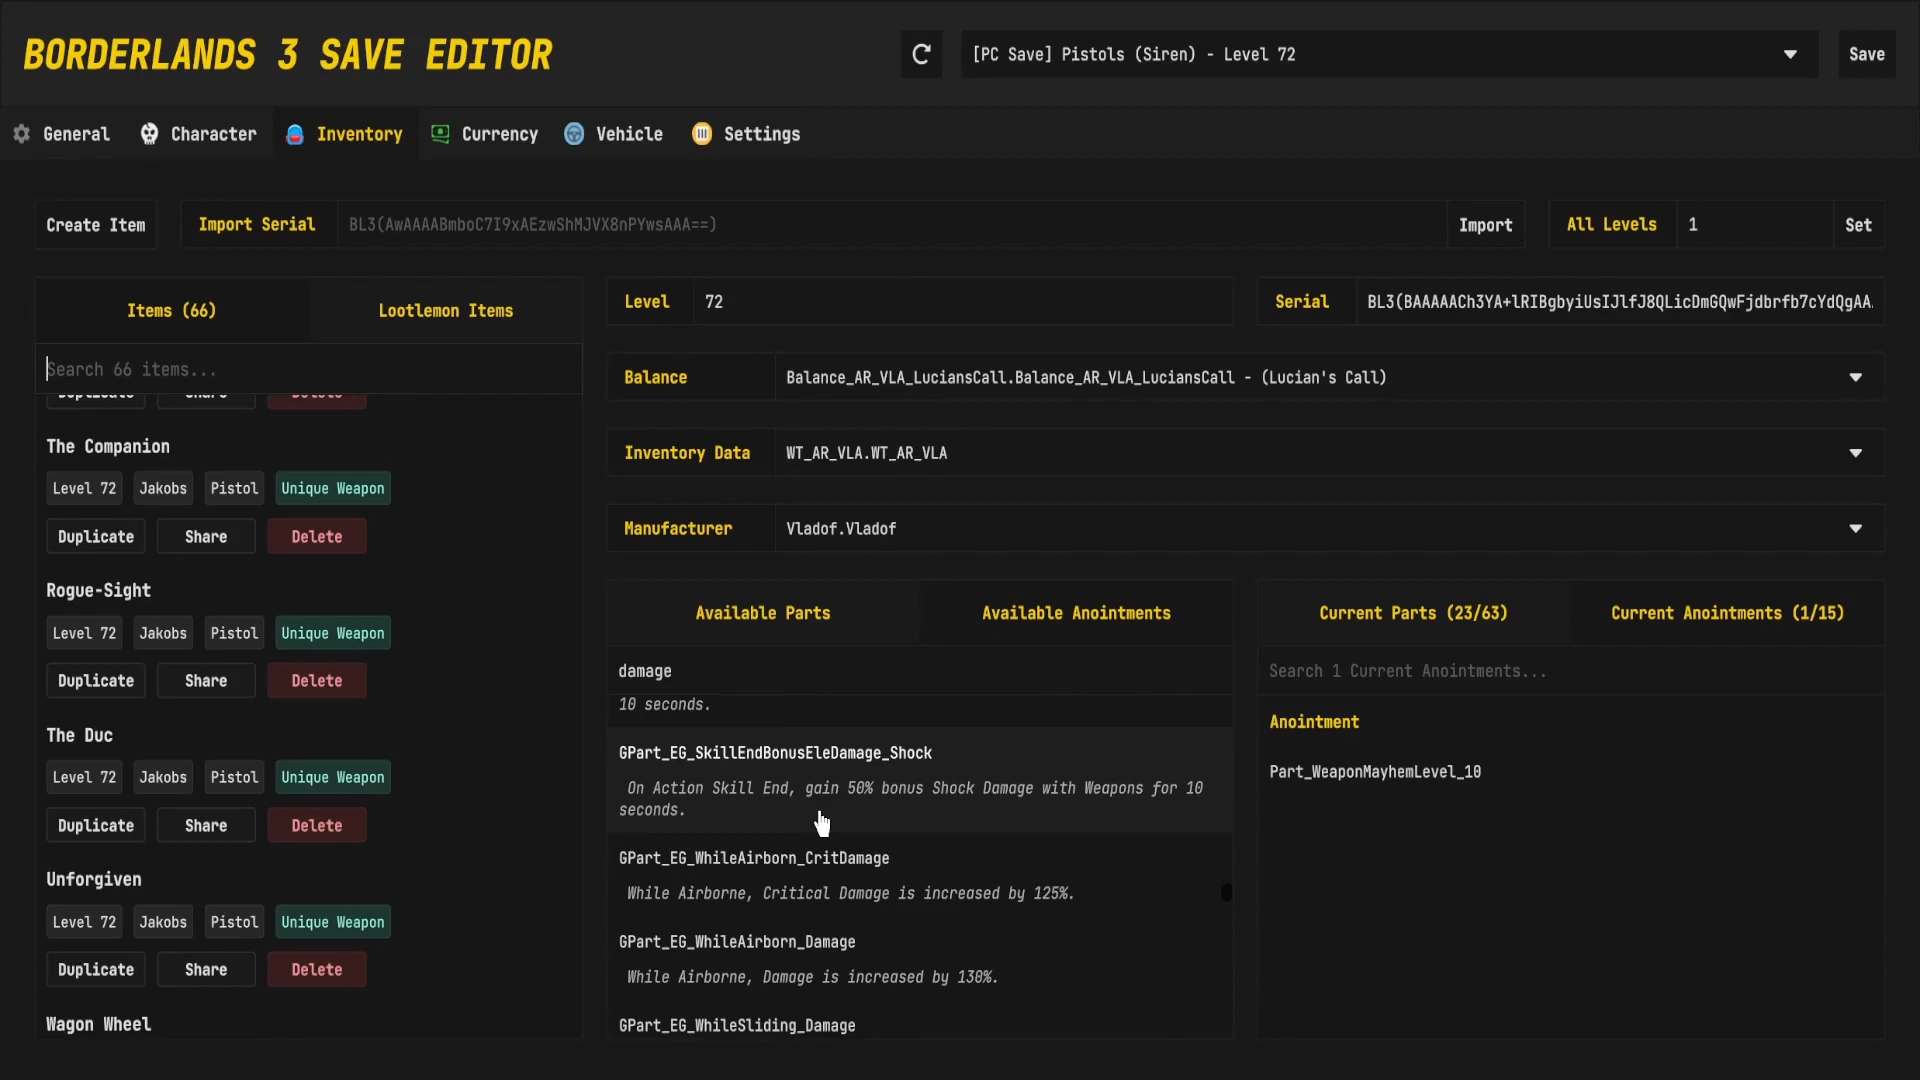 BORDERLANDS 3 SAVE EDITOR
[PC Save] Pistols (Siren) - Level 72
Save
General
Character
Inventory
Currency
Vehicle
Settings
Create Item
Import Serial
BL3(AwAAAABmboC7I9xAEzwShMJVX8nPYwsAAA==)
Import
All Levels
1
Set
Items (66)
Lootlemon Items
Search 66 items...
Duplicate
Share
Delete
The Companion
Level 72
Jakobs
Pistol
Unique Weapon
Duplicate
Share
Delete
Rogue-Sight
Level 72
Jakobs
Pistol
Unique Weapon
Duplicate
Share
Delete
The Duc
Level 72
Jakobs
Pistol
Unique Weapon
Duplicate
Share
Delete
Unforgiven
Level 72
Jakobs
Pistol
Unique Weapon
Duplicate
Share
Delete
Wagon Wheel
Level
72
Serial
BL3(BAAAAACh3YA+lRIBgbyiUsIJlfJ8QLicDmGQwFjdbrfb7cYdQgAA.
Balance
Balance_AR_VLA_LuciansCall.Balance_AR_VLA_LuciansCall - (Lucian's Call)
Inventory Data
WT_AR_VLA.WT_AR_VLA
Manufacturer
Vladof.Vladof
Available Parts
Available Anointments
damage
10 seconds.
GPart_EG_SkillEndBonusEleDamage_Shock
On Action Skill End, gain 50% bonus Shock Damage with Weapons for 10
seconds.
GPart_EG_WhileAirborn_CritDamage
While Airborne, Critical Damage is increased by 125%.
GPart_EG_WhileAirborn_Damage
While Airborne, Damage is increased by 130%.
GPart_EG_WhileSliding_Damage
Current Parts (23/63)
Current Anointments (1/15)
Search 1 Current Anointments...
Anointment
Part_WeaponMayhemLevel_10